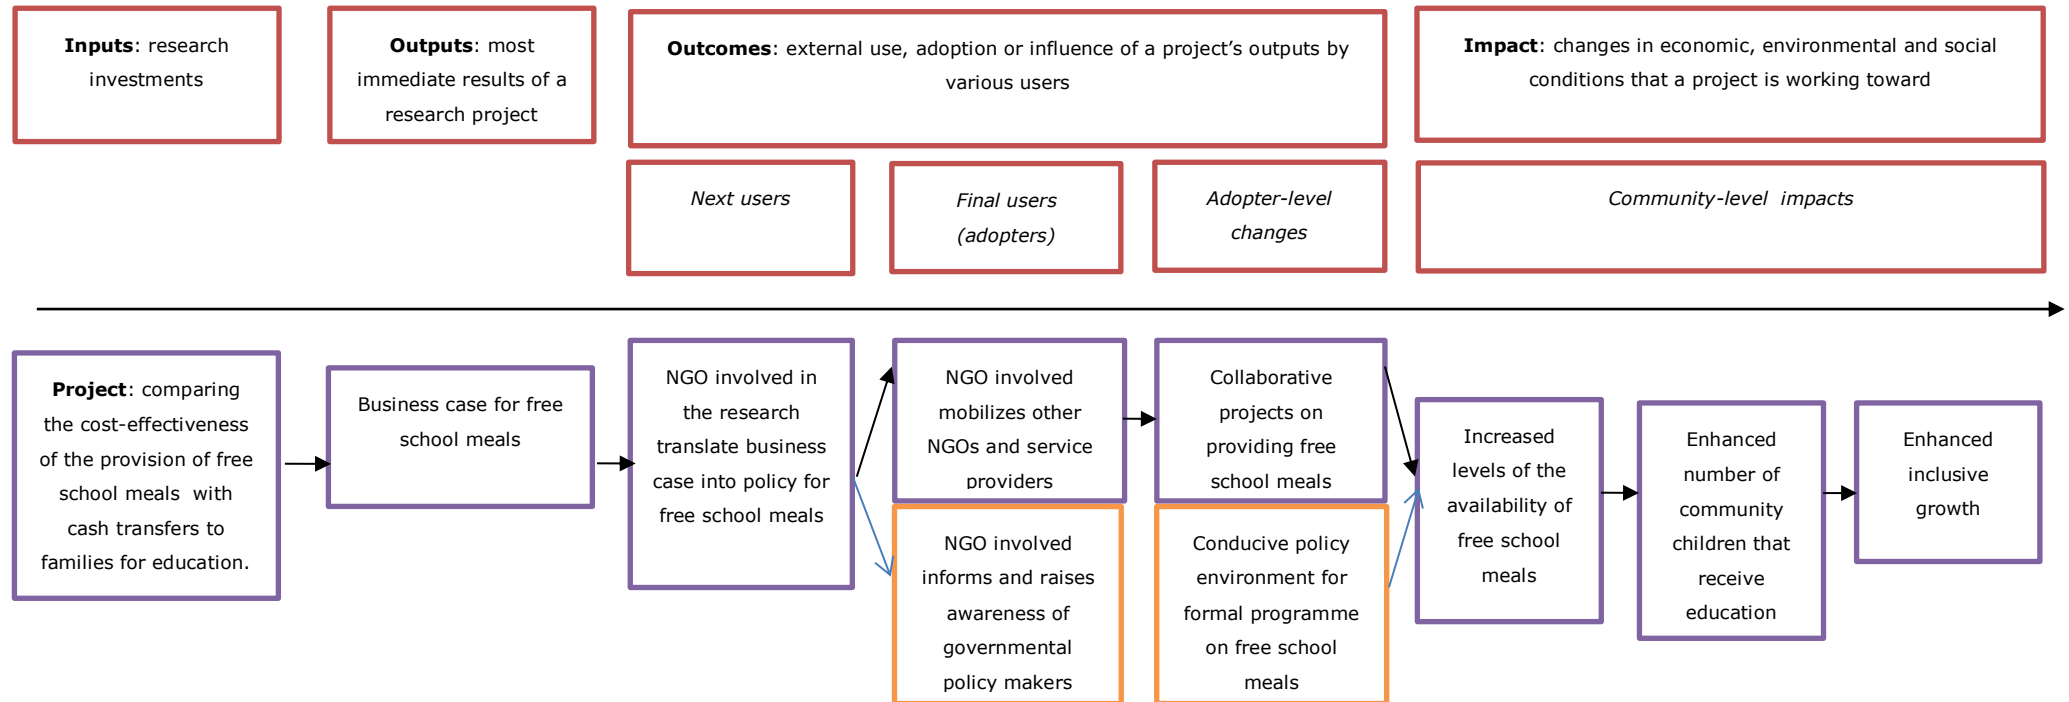 Inputs: research
investments
Outputs: most
immediate results of a
research project
Outcomes: external use, adoption or influence of a project’s outputs by
various users
Impact: changes in economic, environmental and social
conditions that a project is working toward
Next users
Final users
(adopters)
Adopter-level
changes
Community-level impacts
Project: comparing
the cost-effectiveness
of the provision of free
school meals with
cash transfers to
families for education.
Business case for free
school meals
NGO involved in
the research
translate business
case into policy for
free school meals
NGO involved
mobilizes other
NGOs and service
providers
Collaborative
projects on
providing free
school meals
NGO involved
informs and raises
awareness of
governmental
policy makers
Conducive policy
environment for
formal programme
on free school
meals
Increased
levels of the
availability of
free school
meals
Enhanced
number of
community
children that
receive
education
Enhanced
inclusive
growth